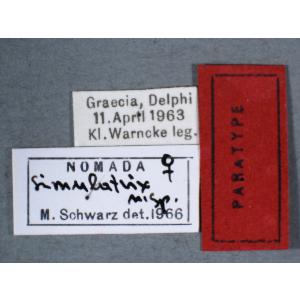 Graecia, Delphi
11. April 1963
Kl. Warncke leg.
NOMADA ♀
simulatrix
n. sp.
M. Schwarz det. 1966
PARATYPE